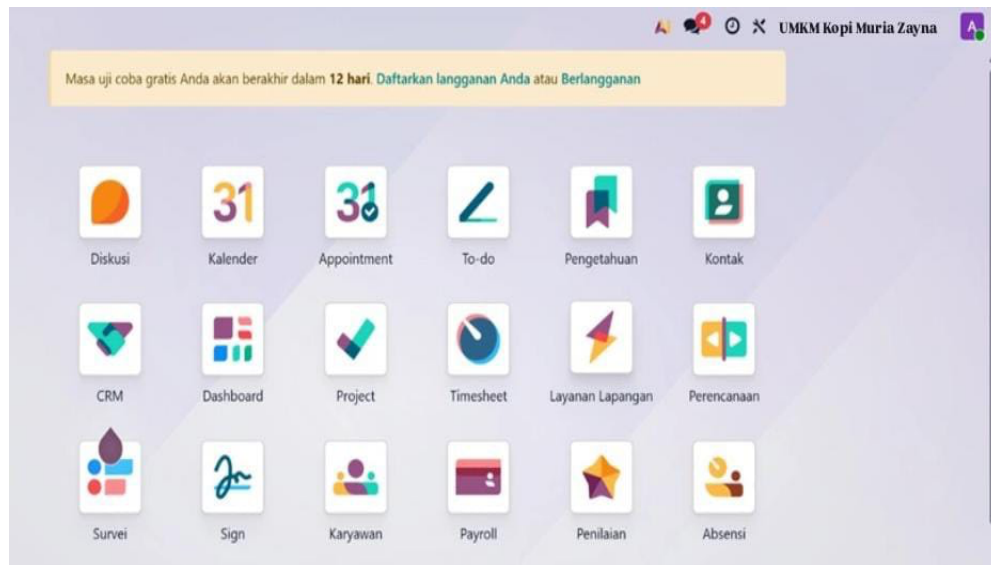 4
UMKM Kopi Muria Zayna
A
Masa uji coba gratis Anda akan berakhir dalam 12 hari. Daftarkan langganan Anda atau Berlangganan
31
31
Diskusi
Kalender
Appointment
To-do
Pengetahuan
Kontak
CRM
Dashboard
Project
Timesheet
Layanan Lapangan
Perencanaan
Survei
Sign
Karyawan
Payroll
Penilaian
Absensi